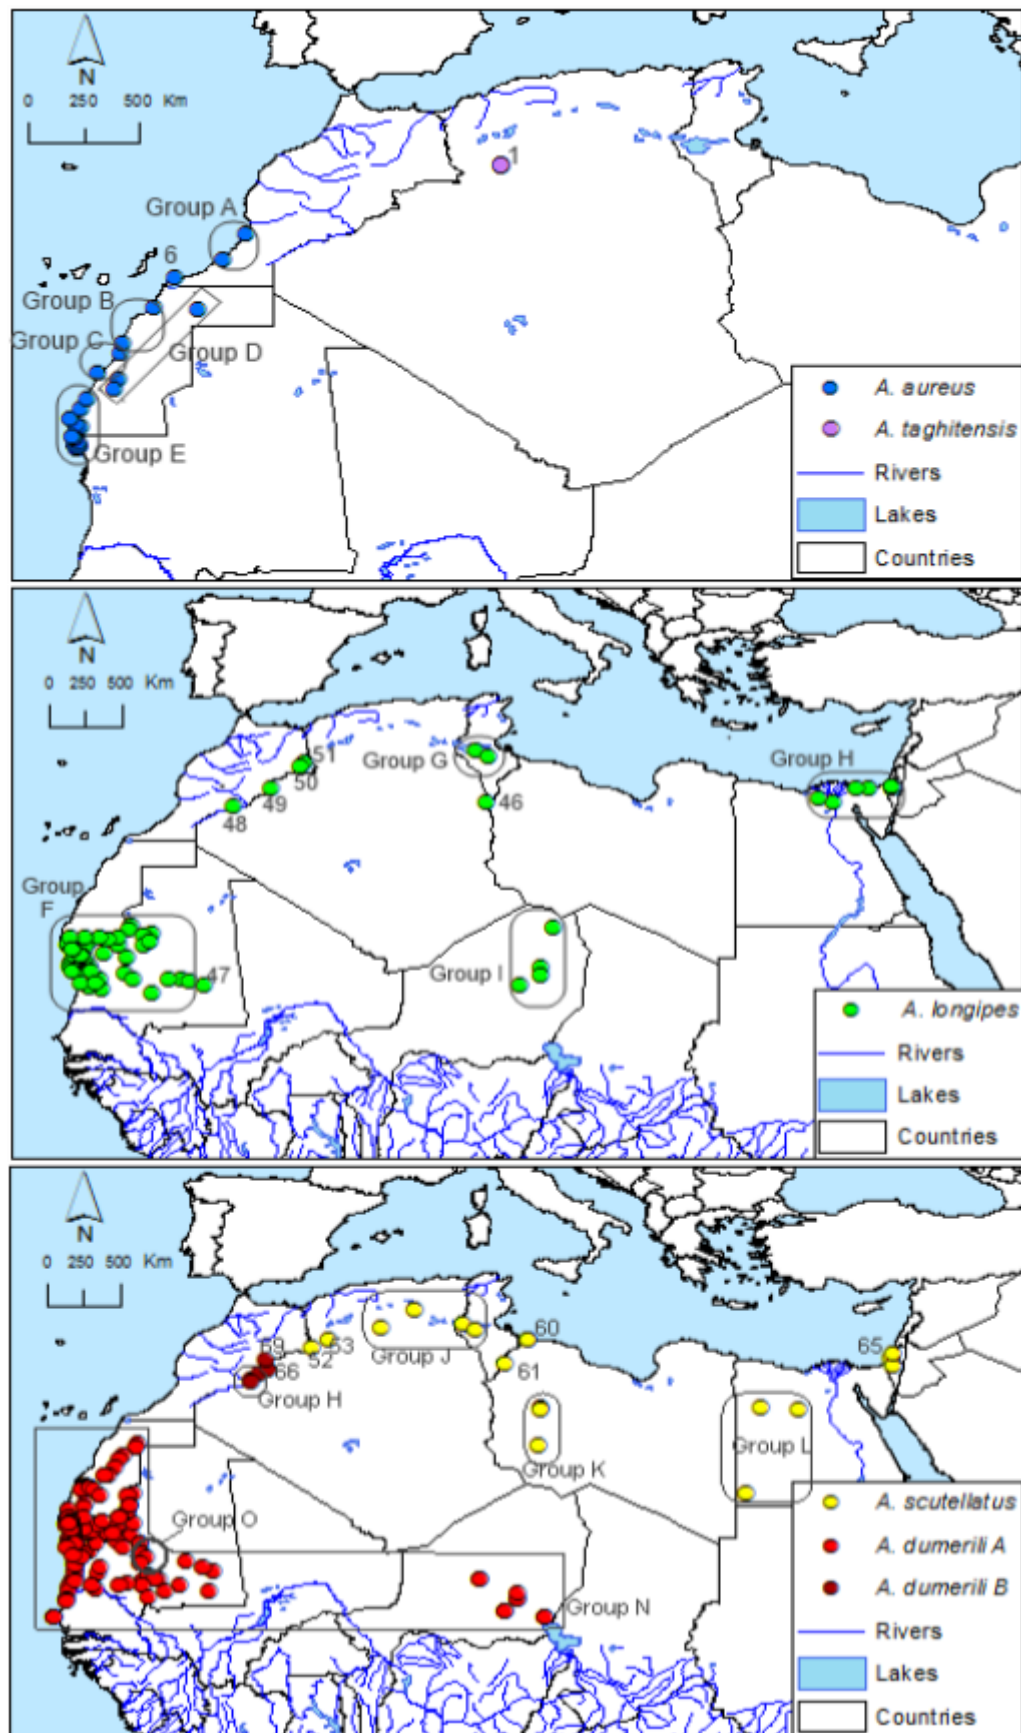 N
0 250 500 Km
1
Group A
6
Group B
Group C
Group D
Group E
A. aureus
A. taghitensis
Rivers
Lakes
Countries
N
0 250 500 Km
51
50
49
48
Group G
46
Group H
Group
F
47
Group I
A. longipes
Rivers
Lakes
Countries
N
0 250 500 Km
69
66
53
52
Group J
60
61
65
Group H
Group K
Group L
Group O
Group N
A. scutellatus
A. dumerili A
A. dumerili B
Rivers
Lakes
Countries